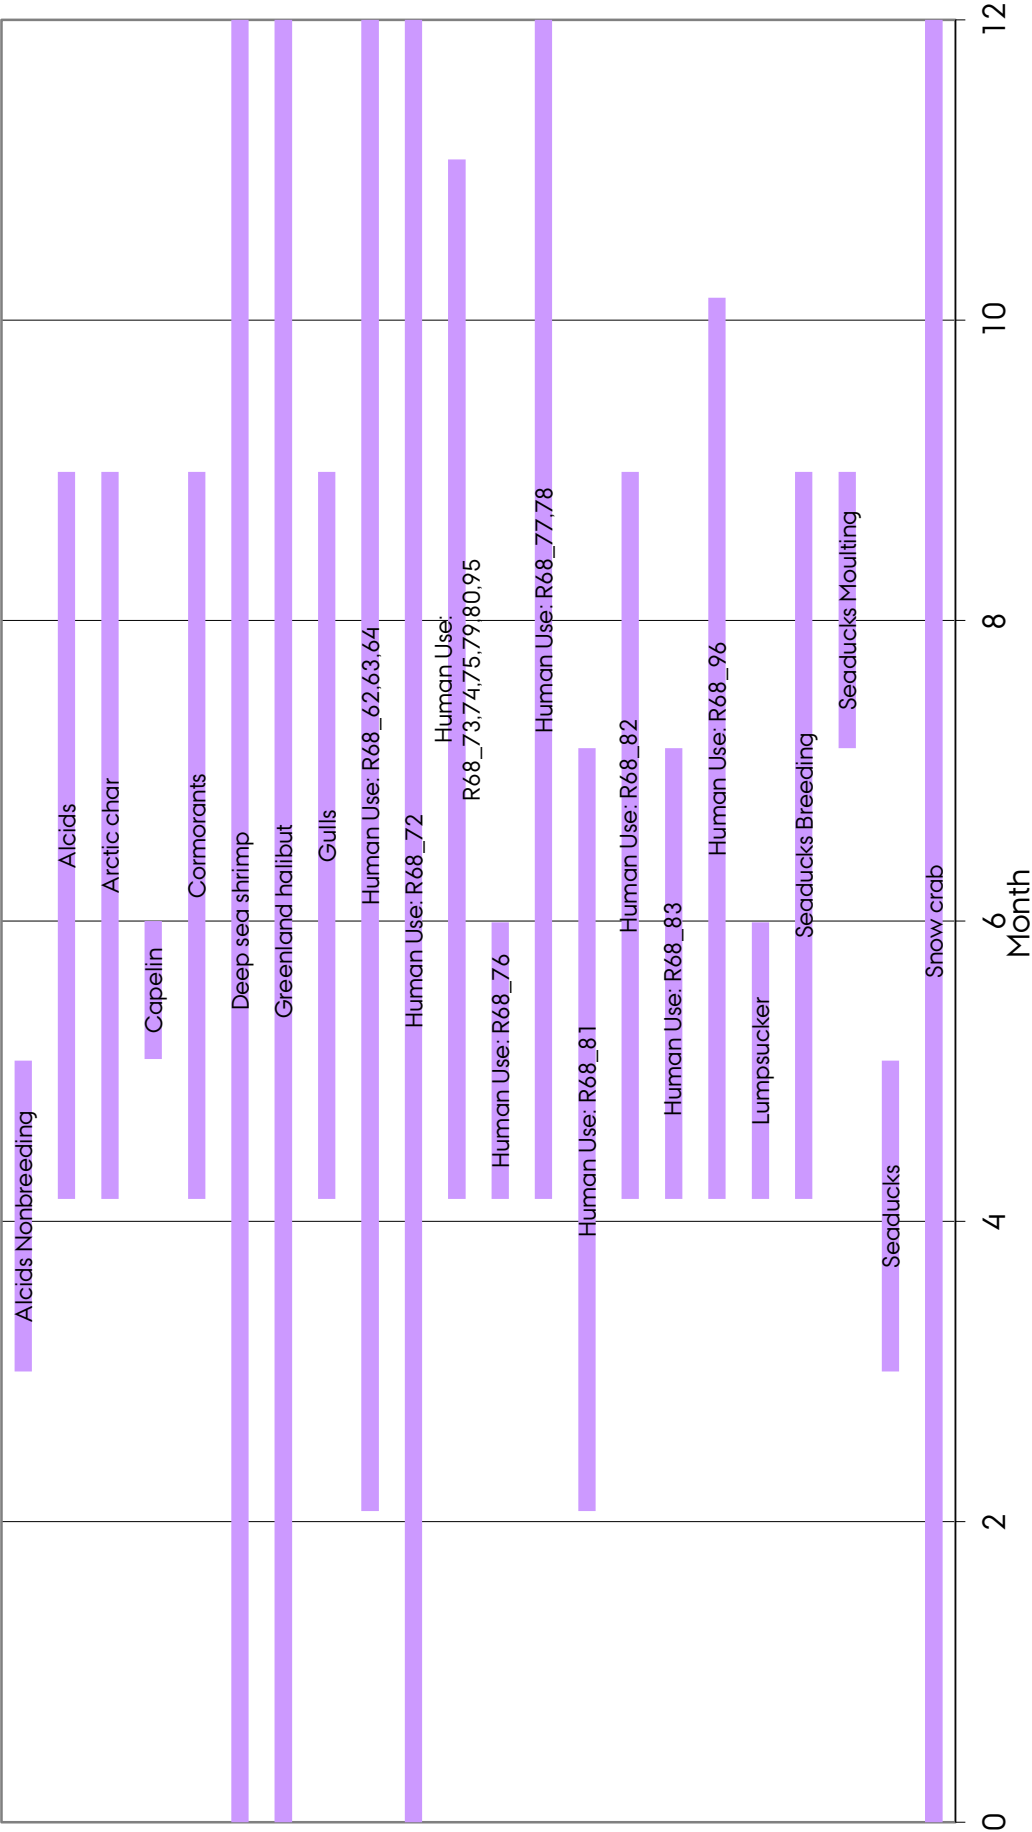 Alcids Nonbreeding
Alcids
Arctic char
Capelin
Cormorants
Deep sea shrimp
Greenland halibut
Gulls
Human Use: R68_62,63,64
Human Use: R68_72
Human Use:
R68_73,74,75,79,80,95
Human Use: R68_76
Human Use: R68_77,78
Human Use: R68_81
Human Use: R68_82
Human Use: R68_83
Human Use: R68_96
Lumpsucker
Seaducks Breeding
Seaducks Moulting
Seaducks
Snow crab
0 2 4 6 8 10 12
Month